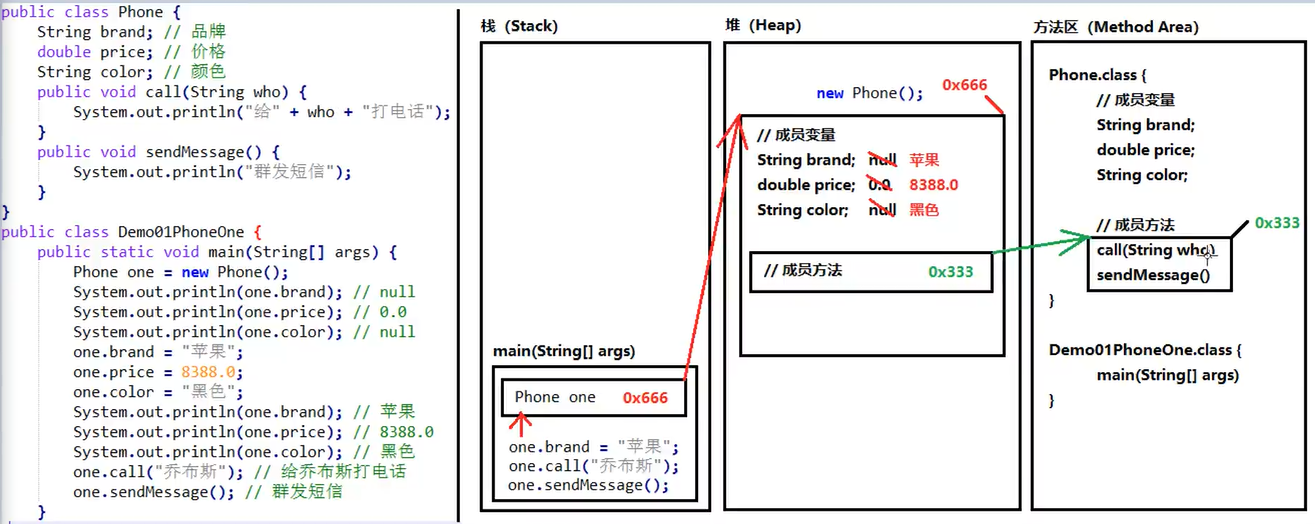 public class Phone {
String brand; // 品牌
double price; // 价格
String color; // 颜色
public void call(String who) {
System.out.println("给" + who + "打电话");
}
public void sendMessage() {
System.out.println("群发短信");
}
}
public class Demo01PhoneOne {
public static void main(String[] args) {
Phone one = new Phone();
System.out.println(one.brand); // null
System.out.println(one.price); // 0.0
System.out.println(one.color); // null
one.brand = "苹果";
one.price = 8388.0;
one.color = "黑色";
System.out.println(one.brand); // 苹果
System.out.println(one.price); // 8388.0
System.out.println(one.color); // 黑色
one.call("乔布斯"); // 给乔布斯打电话
one.sendMessage(); // 群发短信
}
栈（Stack）
main(String[] args)
Phone one 0x666
one.brand = "苹果";
one.call("乔布斯");
one.sendMessage();
堆（Heap）
new Phone(); 0x666
// 成员变量
String brand; null 苹果
double price; 0.0 8388.0
String color; null 黑色
// 成员方法 0x333
方法区（Method Area）
Phone.class {
// 成员变量
String brand;
double price;
String color;
// 成员方法 0x333
call(String who)
sendMessage()
}
Demo01PhoneOne.class {
main(String[] args)
}